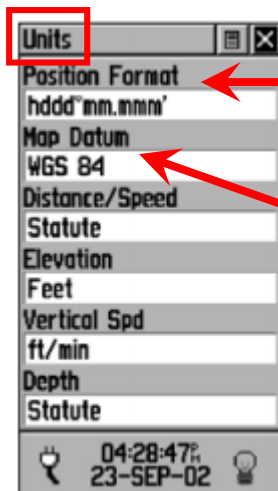 Units
Position Format
hddd°mm.mmm'
Map Datum
WGS 84
Distance/Speed
Statute
Elevation
Feet
Vertical Spd
ft/min
Depth
Statute
04:28:47PM
23-SEP-02